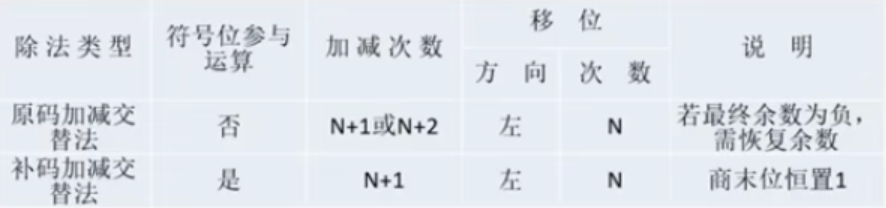 除法类型 符号位参与运算 加减次数 移 位 说 明
方 向 次 数
原码加减交替法 否 N+1或N+2 左 N 若最终余数为负，需恢复余数
补码加减交替法 是 N+1 左 N 商末位恒置1